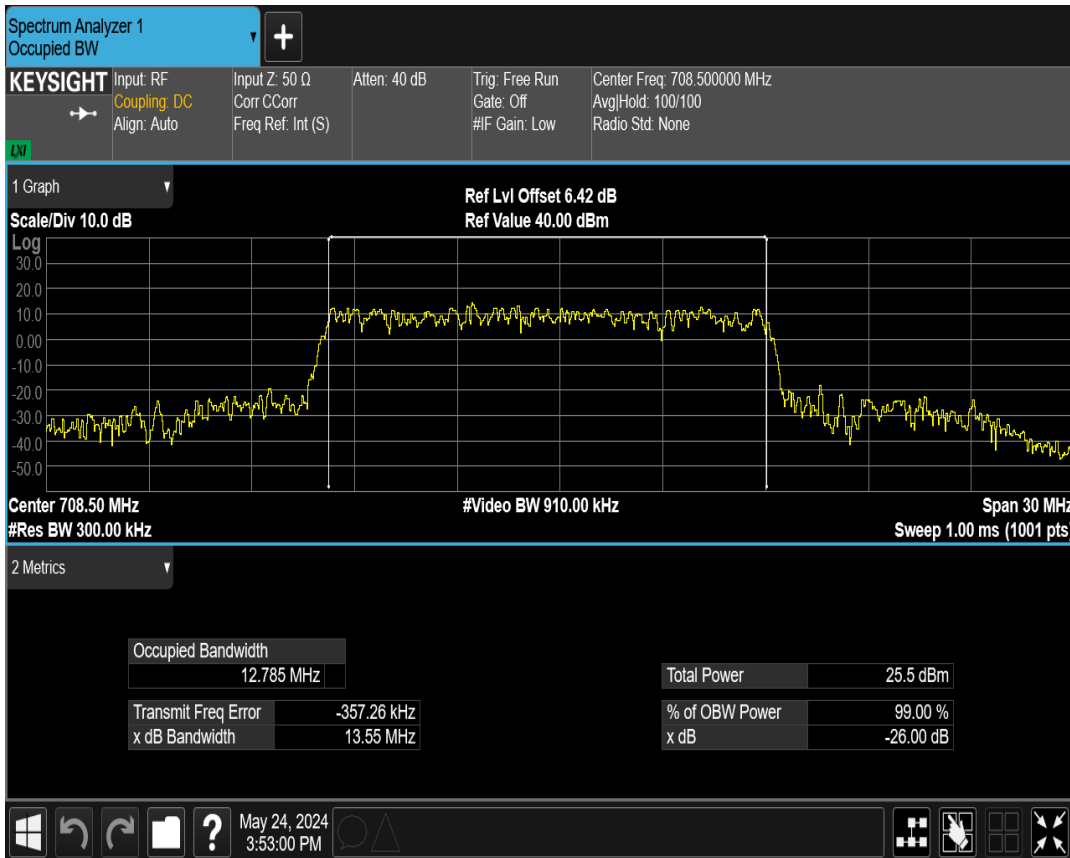 Spectrum Analyzer 1
Occupied BW
+
KEYSIGHT
LXI
Input: RF
Coupling: DC
Align: Auto
Input Z: 50 Ω
Corr CCorr
Freq Ref: Int (S)
Atten: 40 dB
Trig: Free Run
Gate: Off
#IF Gain: Low
Center Freq: 708.500000 MHz
Avg|Hold: 100/100
Radio Std: None
1 Graph
Scale/Div 10.0 dB
Ref Lvl Offset 6.42 dB
Ref Value 40.00 dBm
Log
30.0
20.0
10.0
0.00
-10.0
-20.0
-30.0
-40.0
-50.0
Center 708.50 MHz
#Video BW 910.00 kHz
Span 30 MHz
#Res BW 300.00 kHz
Sweep 1.00 ms (1001 pts)
2 Metrics
Occupied Bandwidth
12.785 MHz
Total Power 25.5 dBm
Transmit Freq Error -357.26 kHz
% of OBW Power 99.00 %
x dB Bandwidth 13.55 MHz
x dB -26.00 dB
?
May 24, 2024
3:53:00 PM